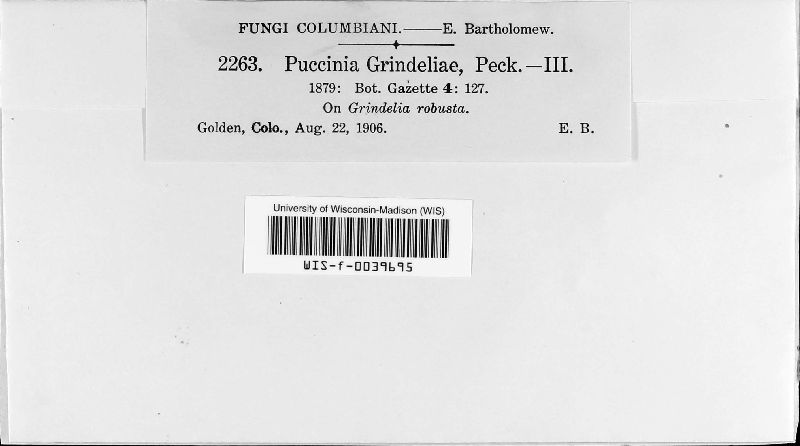 FUNGI COLUMBIANI.——E. Bartholomew.
2263. Puccinia Grindeliae, Peck.—III.
1879: Bot. Gazette 4: 127.
On Grindelia robusta.
Golden, Colo., Aug. 22, 1906. E. B.
University of Wisconsin-Madison (WIS)
WIS-f-0039695